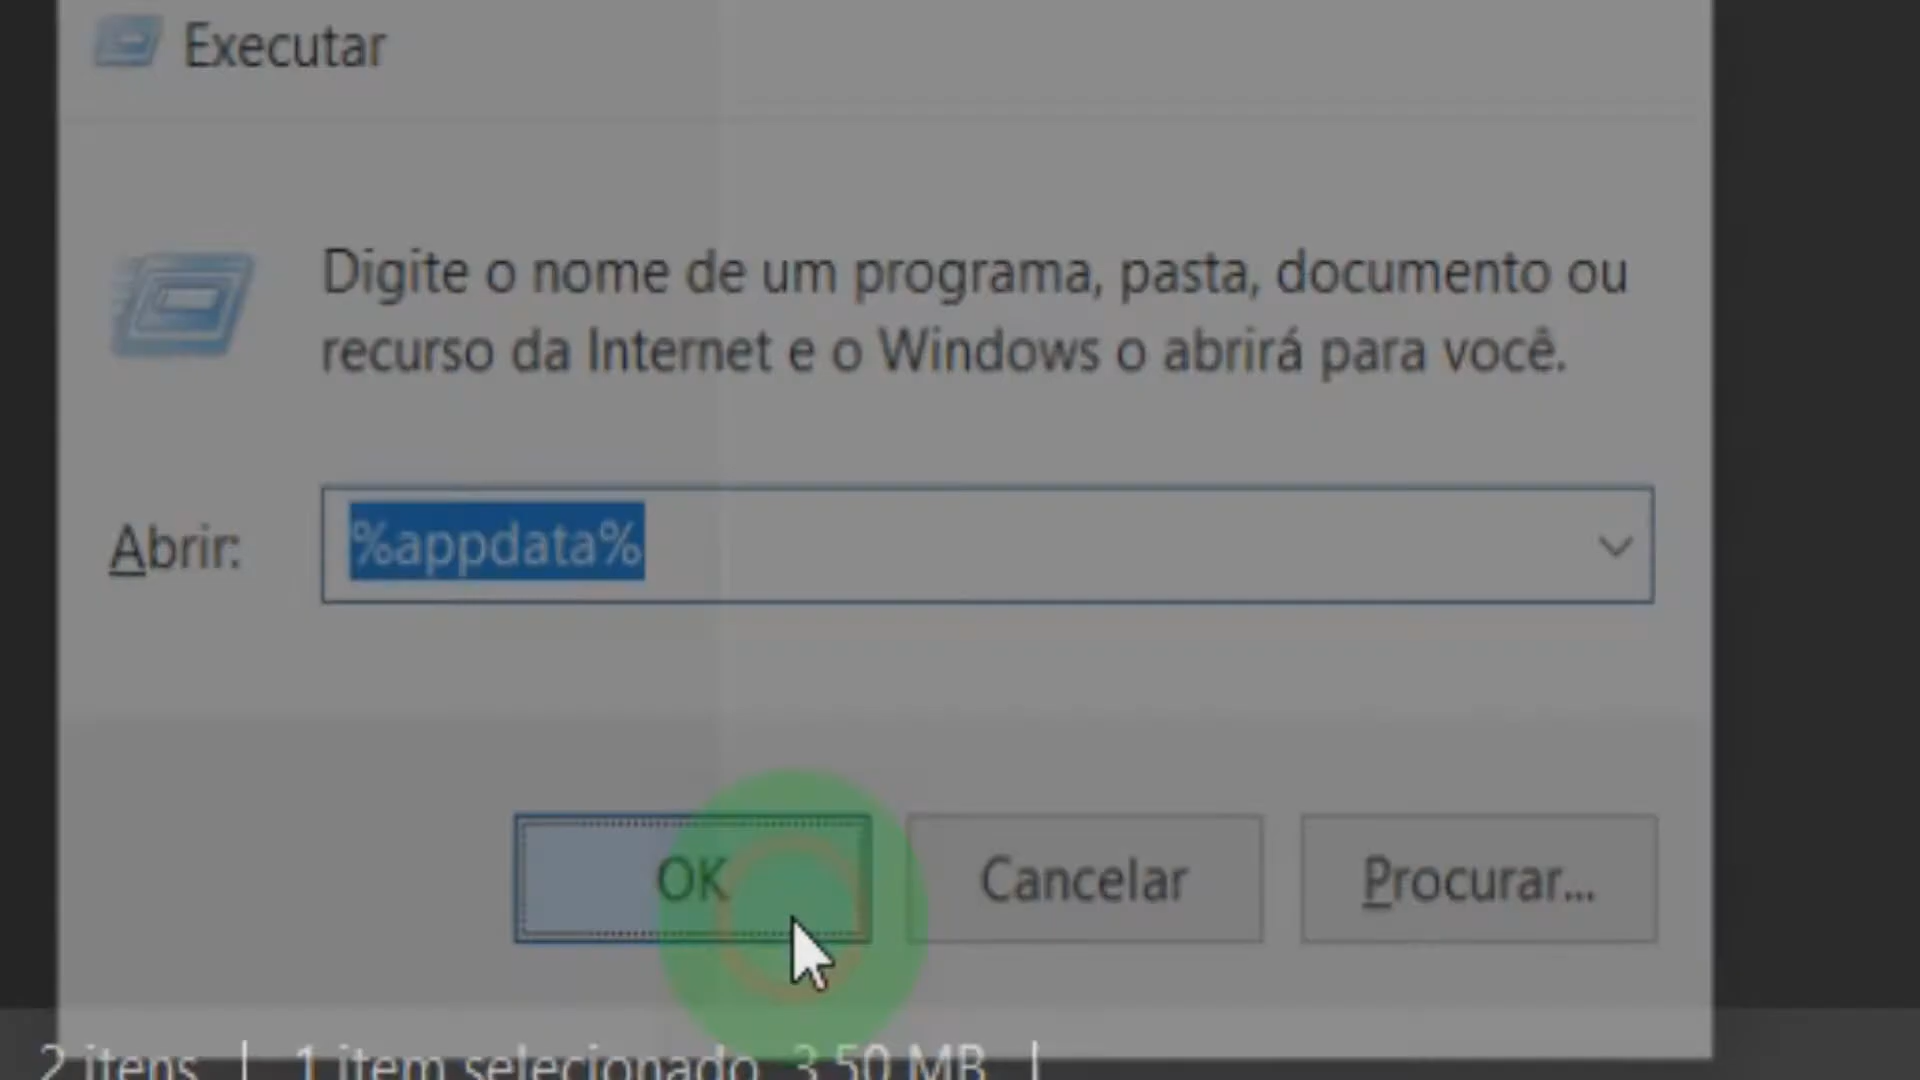 Executar
Digite o nome de um programa, pasta, documento ou
recurso da Internet e o Windows o abrirá para você.
Abrir:
%appdata%
OK
Cancelar
Procurar...
2 itens | 1 item selecionado 3,50 MB |